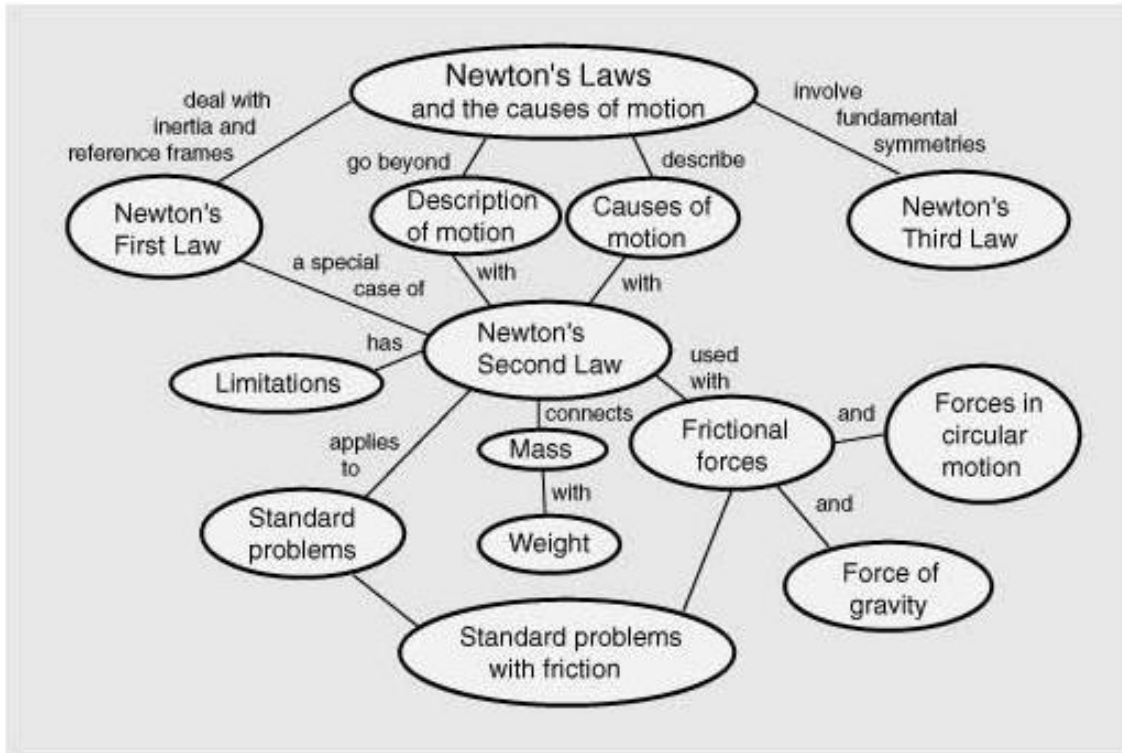 Newton's Laws
and the causes of motion
deal with
inertia and
reference frames
involve
fundamental
symmetries
go beyond
describe
Newton's
First Law
Description
of motion
Causes of
motion
Newton's
Third Law
a special
case of
with
with
Newton's
Second Law
has
Limitations
used
with
connects
Mass
applies
to
Frictional
forces
and
Forces in
circular
motion
with
and
Standard
problems
Weight
Force of
gravity
Standard problems
with friction